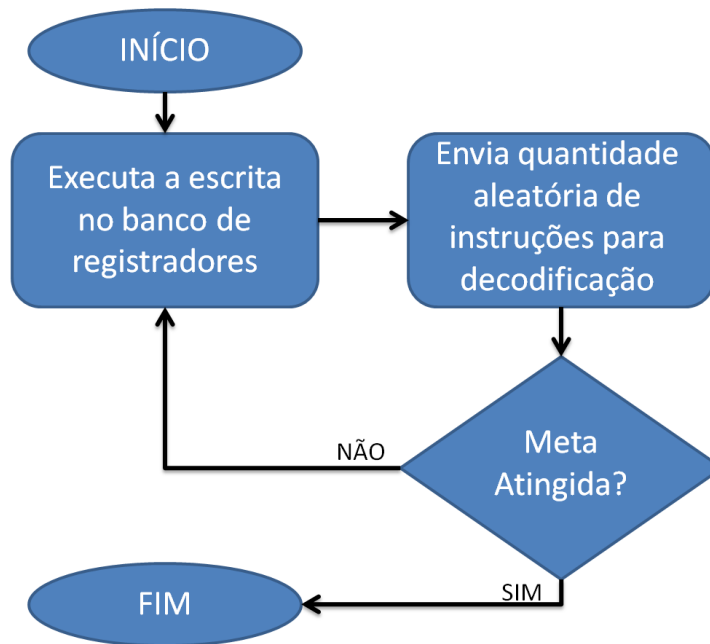 INÍCIO
Executa a escrita
no banco de
registradores
Envia quantidade
aleatória de
instruções para
decodificação
Meta
Atingida?
NÃO
SIM
FIM